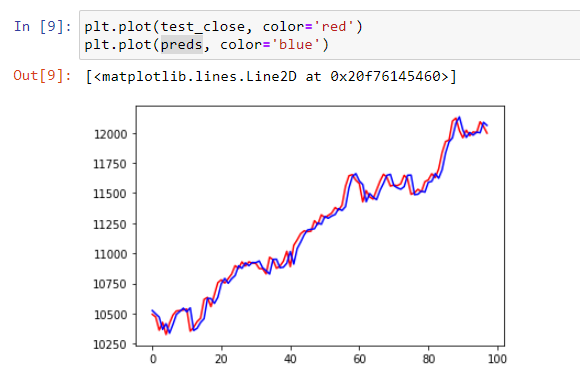 In [9]: plt.plot(test_close, color='red')
plt.plot(preds, color='blue')
Out[9]: [<matplotlib.lines.Line2D at 0x20f76145460>]
12000
11750
11500
11250
11000
10750
10500
10250
0 20 40 60 80 100